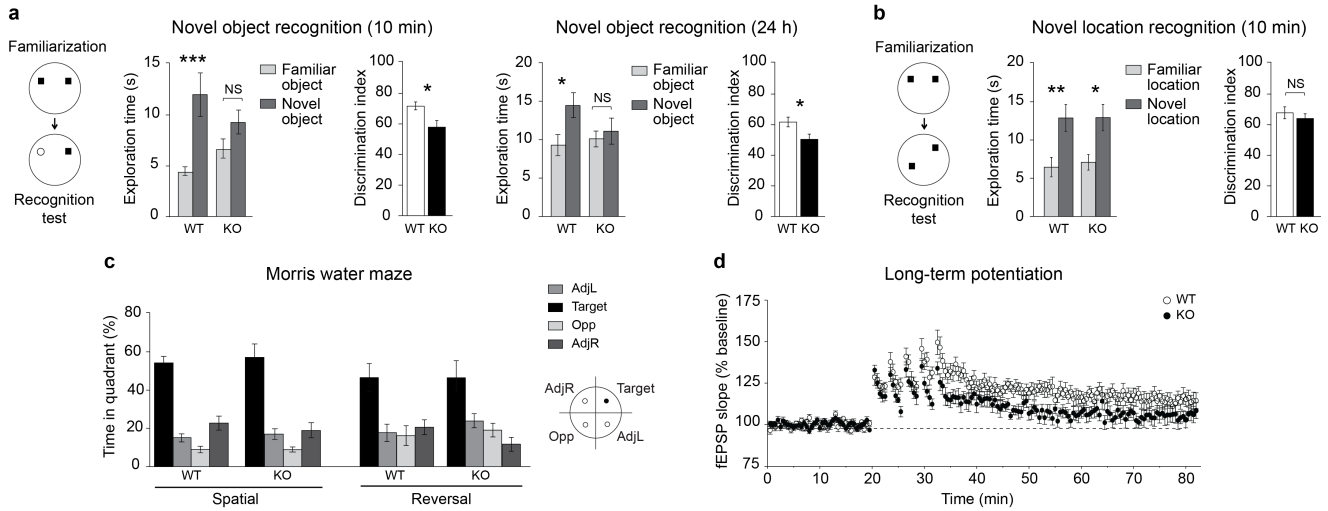 a
Novel object recognition (10 min)
Familiarization
Recognition
test
Exploration time (s)
15
10
5
0
***
NS
WT
KO
Familiar
object
Novel
object
Discrimination index
100
80
60
40
20
0
*
WT KO
Novel object recognition (24 h)
Exploration time (s)
20
15
10
5
0
*
NS
WT
KO
Familiar
object
Novel
object
Discrimination index
100
80
60
40
20
0
*
WT KO
b
Novel location recognition (10 min)
Familiarization
Recognition
test
Exploration time (s)
20
15
10
5
0
**
*
WT
KO
Familiar
location
Novel
location
Discrimination index
100
80
60
40
20
0
NS
WT KO
c
Morris water maze
Time in quadrant (%)
80
60
40
20
0
WT
KO
WT
KO
Spatial
Reversal
AdjL
Target
Opp
AdjR
AdjR
Target
Opp
AdjL
d
Long-term potentiation
fEPSP slope (% baseline)
175
150
125
100
75
WT
KO
0
10
20
30
40
50
60
70
80
Time (min)